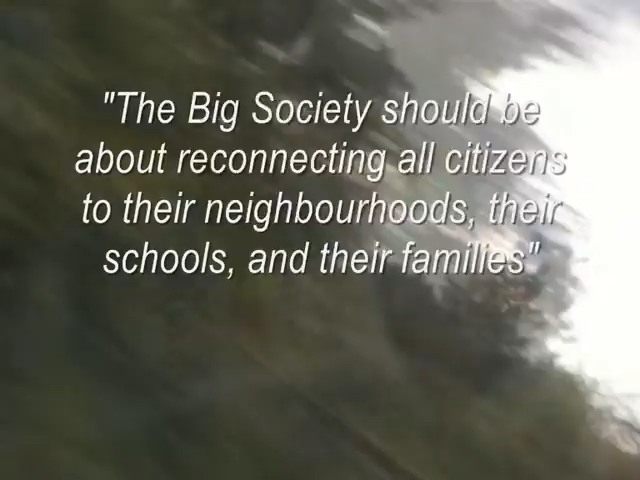 "The Big Society should be
about reconnecting all citizens
to their neighbourhoods, their
schools, and their families"